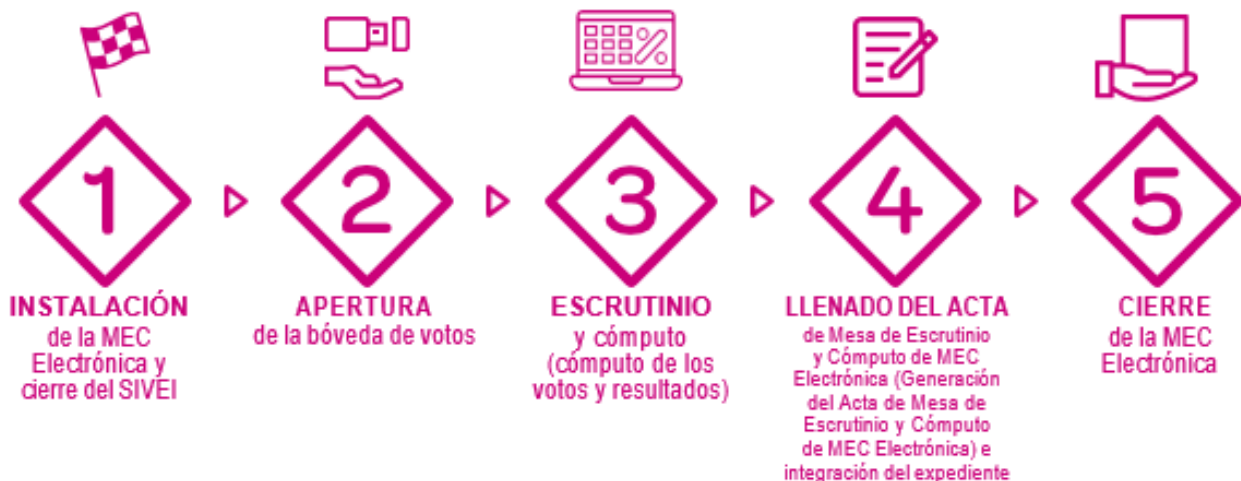 1
INSTALACIÓN
de la MEC
Electrónica y
cierre del SIVEI
2
APERTURA
de la bóveda de votos
3
ESCRUTINIO
y cómputo
(cómputo de los
votos y resultados)
4
LLENADO DEL ACTA
de Mesa de Escrutinio
y Cómputo de MEC
Electrónica (Generación
del Acta de Mesa de
Escrutinio y Cómputo
de MEC Electrónica) e
integración del expediente
5
CIERRE
de la MEC
Electrónica